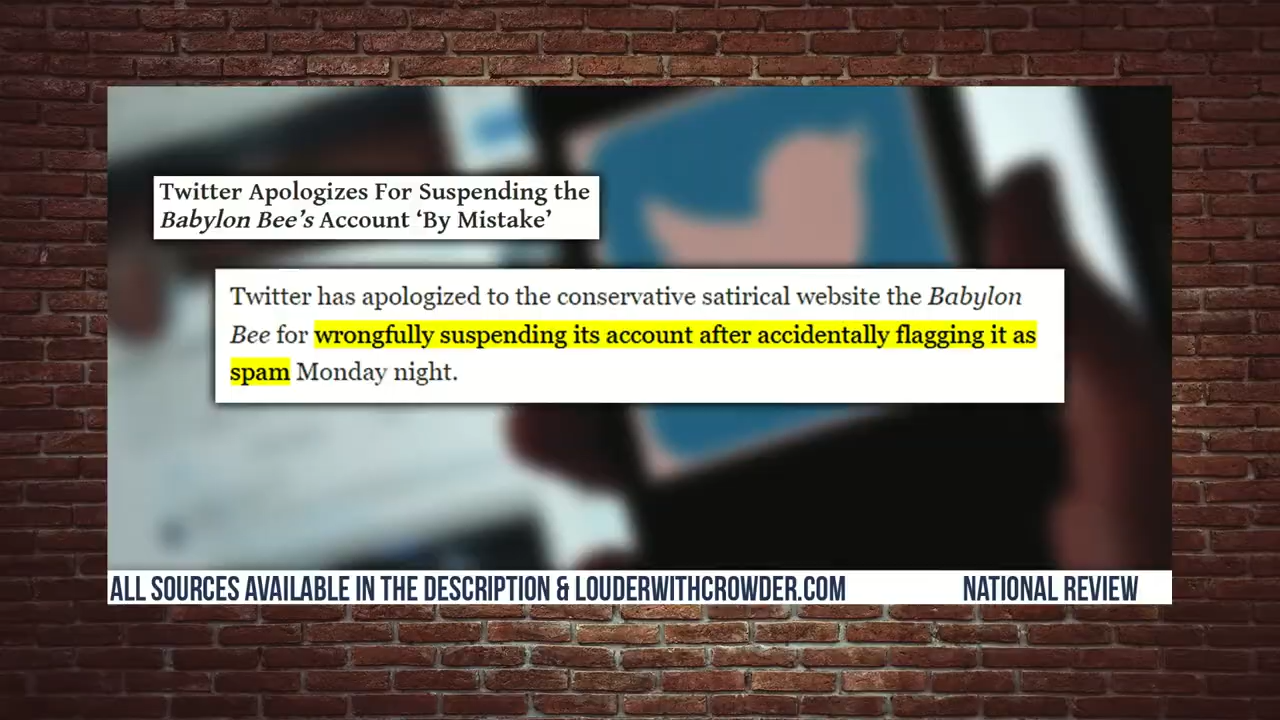 Twitter Apologizes For Suspending the
Babylon Bee’s Account ‘By Mistake’
Twitter has apologized to the conservative satirical website the Babylon
Bee for wrongfully suspending its account after accidentally flagging it as
spam Monday night.
ALL SOURCES AVAILABLE IN THE DESCRIPTION & LOUDERWITHCROWDER.COM
NATIONAL REVIEW